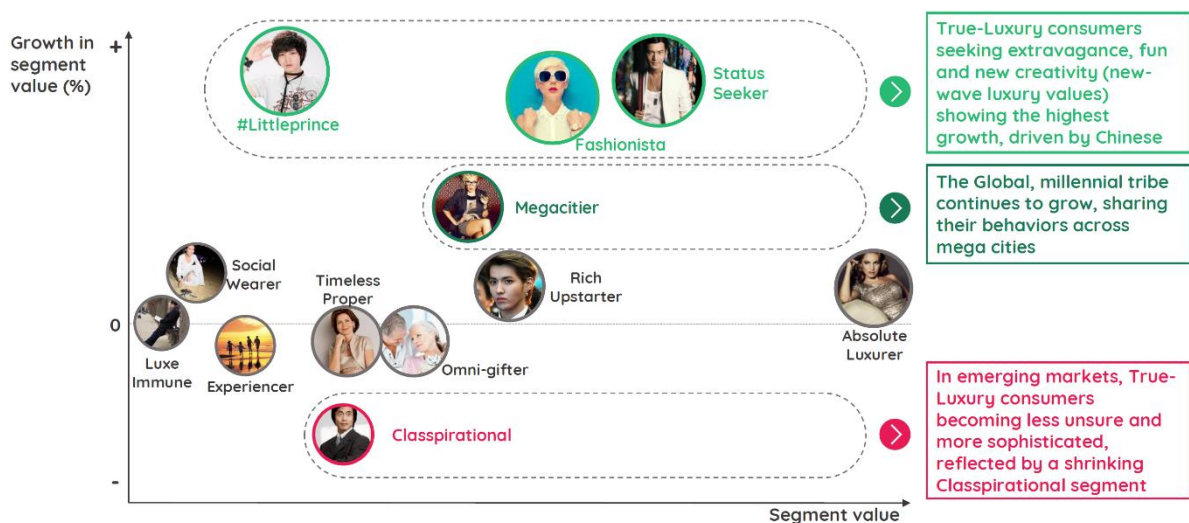 Growth in
segment
value (%)
+
0
-
#Littleprince
Fashionista
Status
Seeker
Megacitier
Social
Wearer
Timeless
Proper
Rich
Upstarter
Luxe
Immune
Experiencer
Omni-gifter
Absolute
Luxurer
Classpirational
Segment value
True-Luxury consumers
seeking extravagance, fun
and new creativity (new-
wave luxury values)
showing the highest
growth, driven by Chinese
The Global, millennial tribe
continues to grow, sharing
their behaviors across
mega cities
In emerging markets, True-
Luxury consumers
becoming less unsure and
more sophisticated,
reflected by a shrinking
Classpirational segment